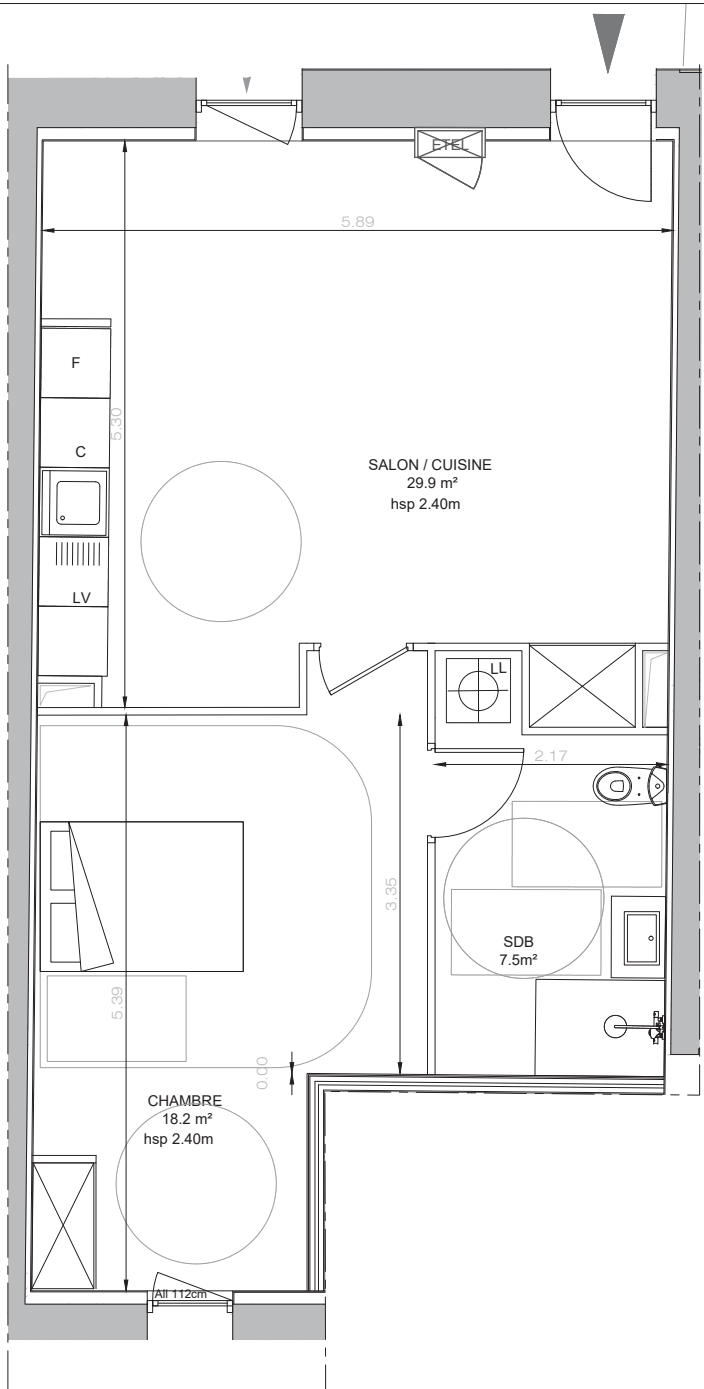 ETEL
5.89
F
5.30
C
SALON / CUISINE
29.9 m²
hsp 2.40m
LV
LL
2.17
3.35
SDB
7.5m²
5.39
0.00
CHAMBRE
18.2 m²
hsp 2.40m
All 112cm